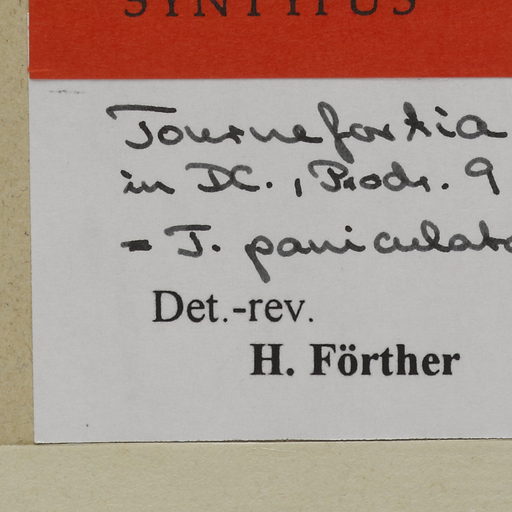 SYNTYPUS
Tournefortia
in DC., Prodr. 9
= T. paniculata
Det.-rev.
H. Förther